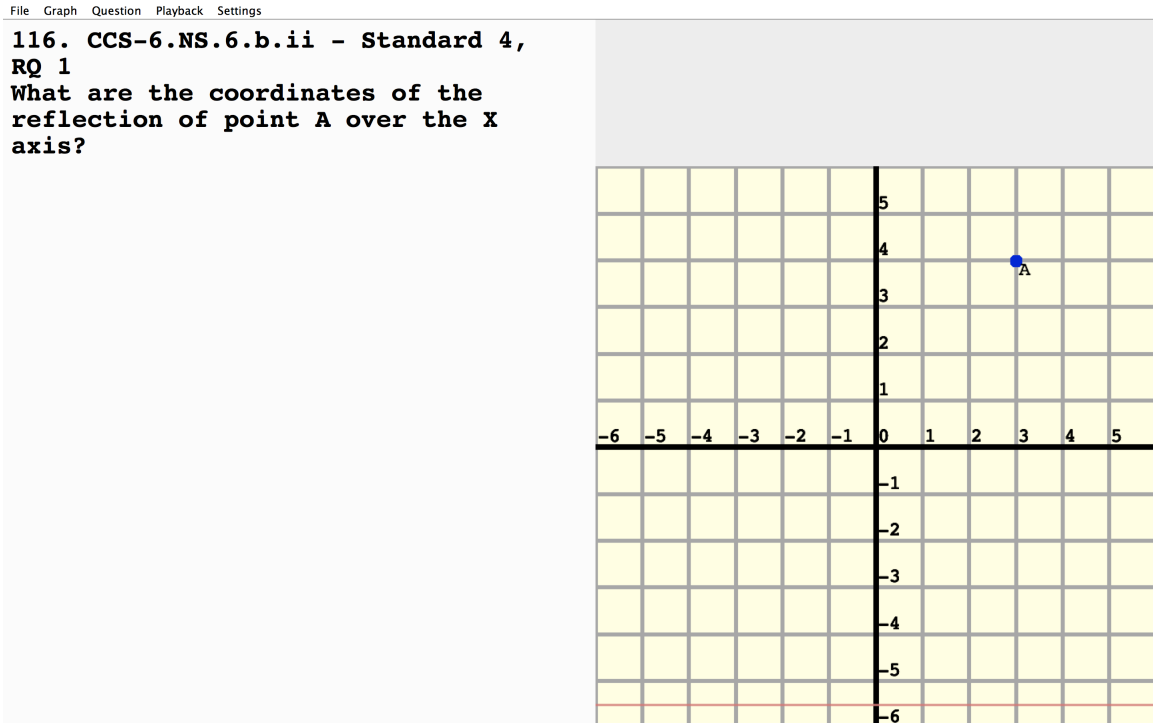 File Graph Question Playback Settings
116. CCS-6.NS.6.b.ii - Standard 4,
RQ 1
What are the coordinates of the
reflection of point A over the X
axis?
5
4
A
3
2
1
-6 -5 -4 -3 -2 -1 0 1 2 3 4 5
-1
-2
-3
-4
-5
-6